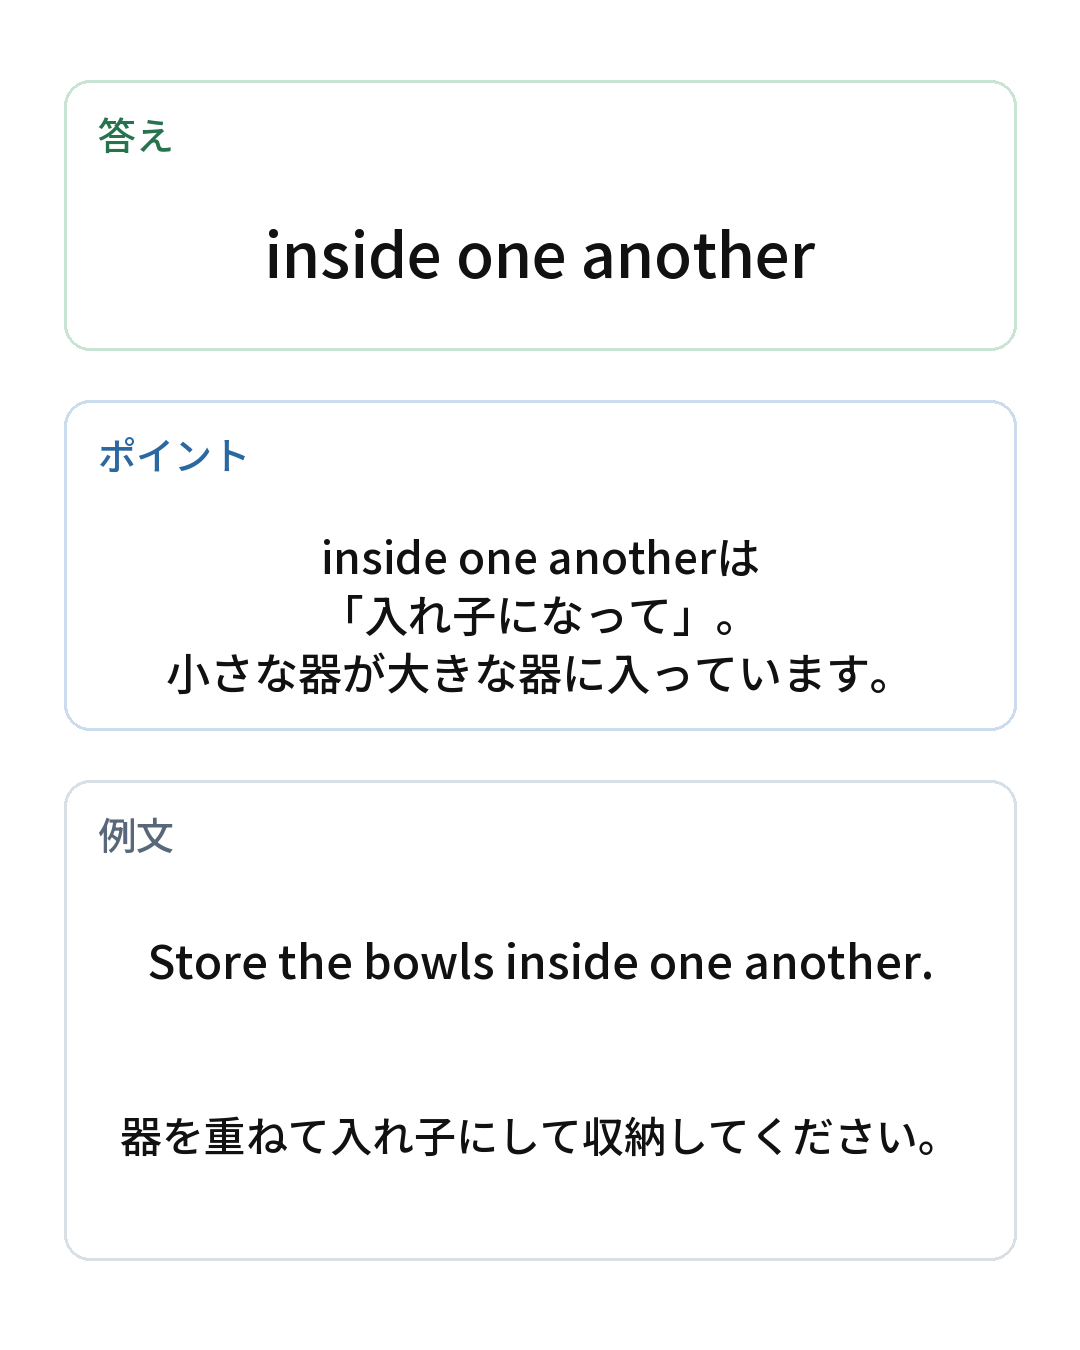 答え
inside one another
ポイント
inside one anotherは
「入れ子になって」。
小さな器が大きな器に入っています。
例文
Store the bowls inside one another.
器を重ねて入れ子にして収納してください。